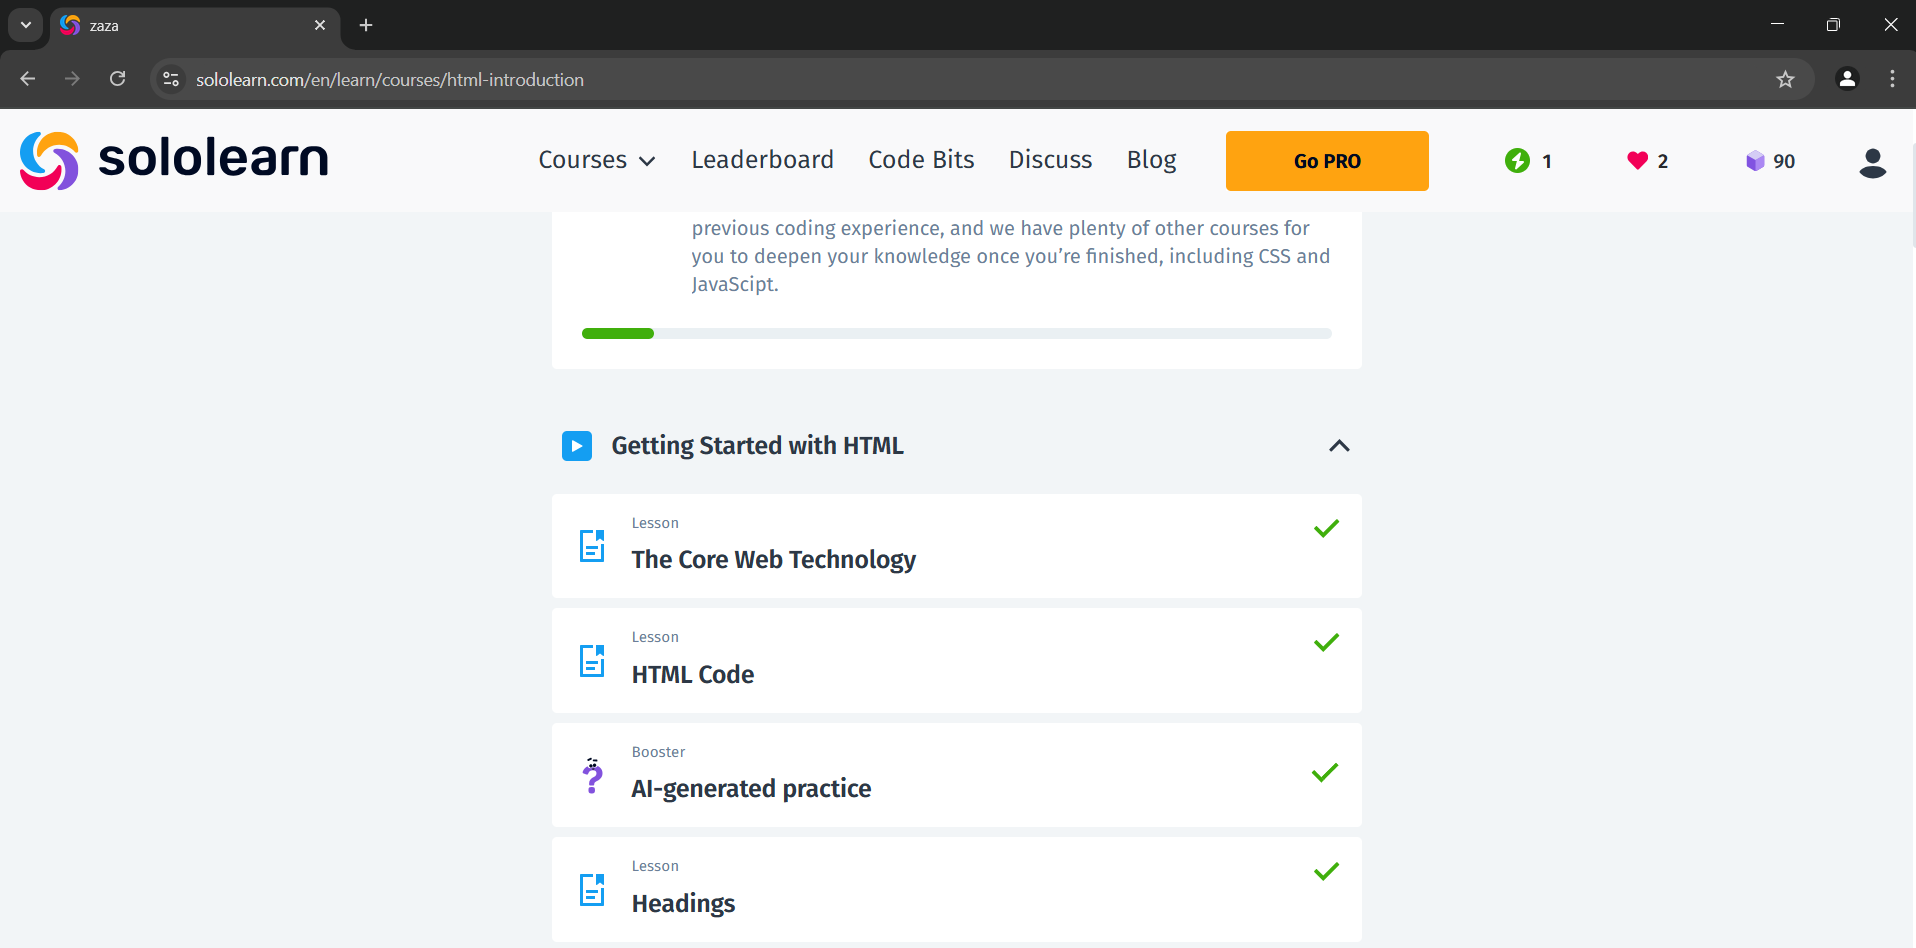 zaza
sololearn.com/en/learn/courses/html-introduction
sololearn
Courses
Leaderboard
Code Bits
Discuss
Blog
Go PRO
1
2
90
previous coding experience, and we have plenty of other courses for
you to deepen your knowledge once you’re finished, including CSS and
JavaScipt.
Getting Started with HTML
Lesson
The Core Web Technology
Lesson
HTML Code
Booster
AI-generated practice
Lesson
Headings